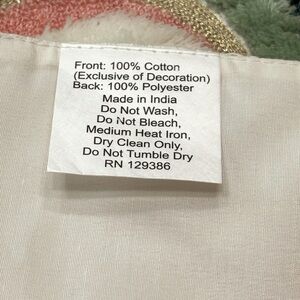 Front: 100% Cotton
(Exclusive of Decoration)
Back: 100% Polyester
Made in India
Do Not Wash,
Do Not Bleach,
Medium Heat Iron,
Dry Clean Only,
Do Not Tumble Dry
RN 129386